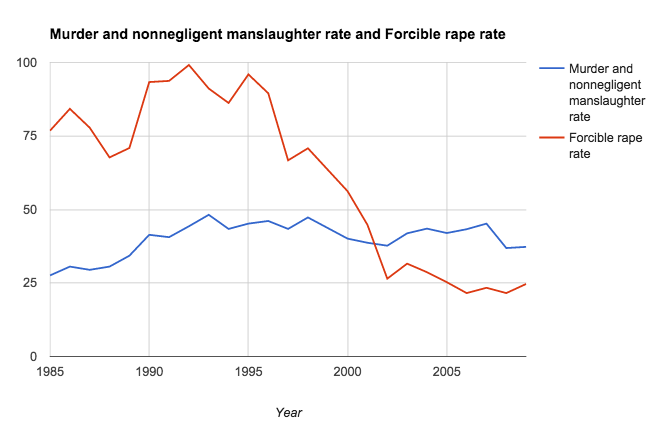 Murder and nonnegligent manslaughter rate and Forcible rape rate
100
75
50
25
0
1985
1990
1995
2000
2005
Year
Murder and
nonnegligent
manslaughter
rate
Forcible rape
rate